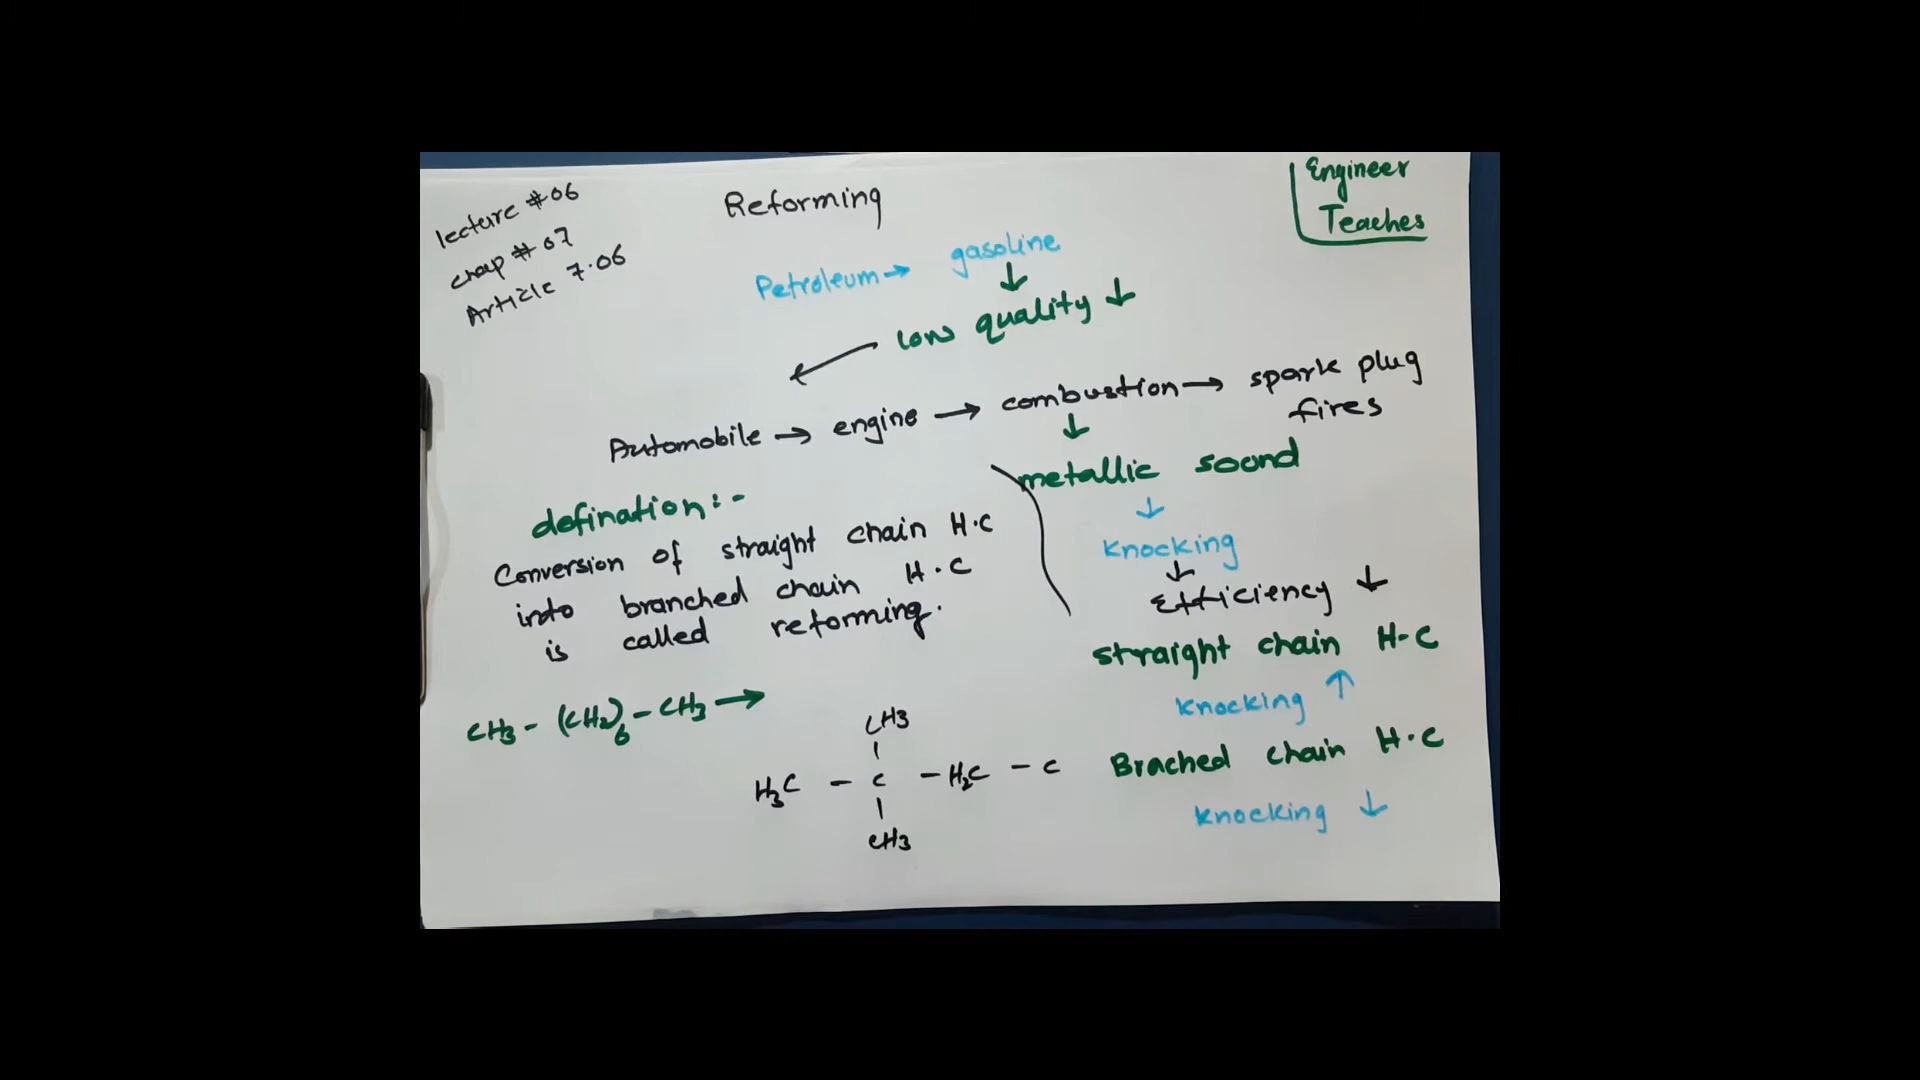 lecture #06
chap # 07
Article 7.06
Reforming
Engineer
Teaches
Petroleum → gasoline
↓
low quality ↓
Automobile → engine → combustion → spark plug
fires
↓
metallic sound
↓
knocking
↓
Efficiency ↓
straight chain H-C
knocking ↑
Brached chain H.C
knocking ↓
defination:-
Conversion of straight chain H.C
into branched chain H.C
is called reforming.
CH3 - (CH2)6 - CH3 →
CH3
H3C - C - H2C - C
CH3